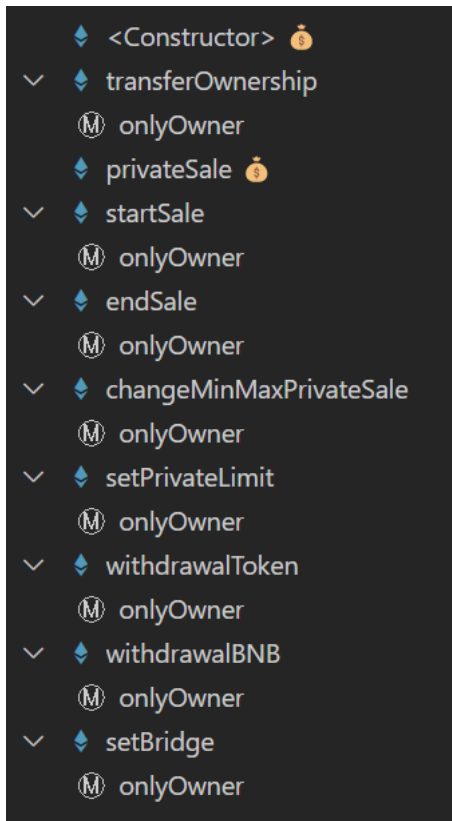 <Constructor> 💰
transferOwnership
Ⓜ onlyOwner
privateSale 💰
startSale
Ⓜ onlyOwner
endSale
Ⓜ onlyOwner
changeMinMaxPrivateSale
Ⓜ onlyOwner
setPrivateLimit
Ⓜ onlyOwner
withdrawalToken
Ⓜ onlyOwner
withdrawalBNB
Ⓜ onlyOwner
setBridge
Ⓜ onlyOwner